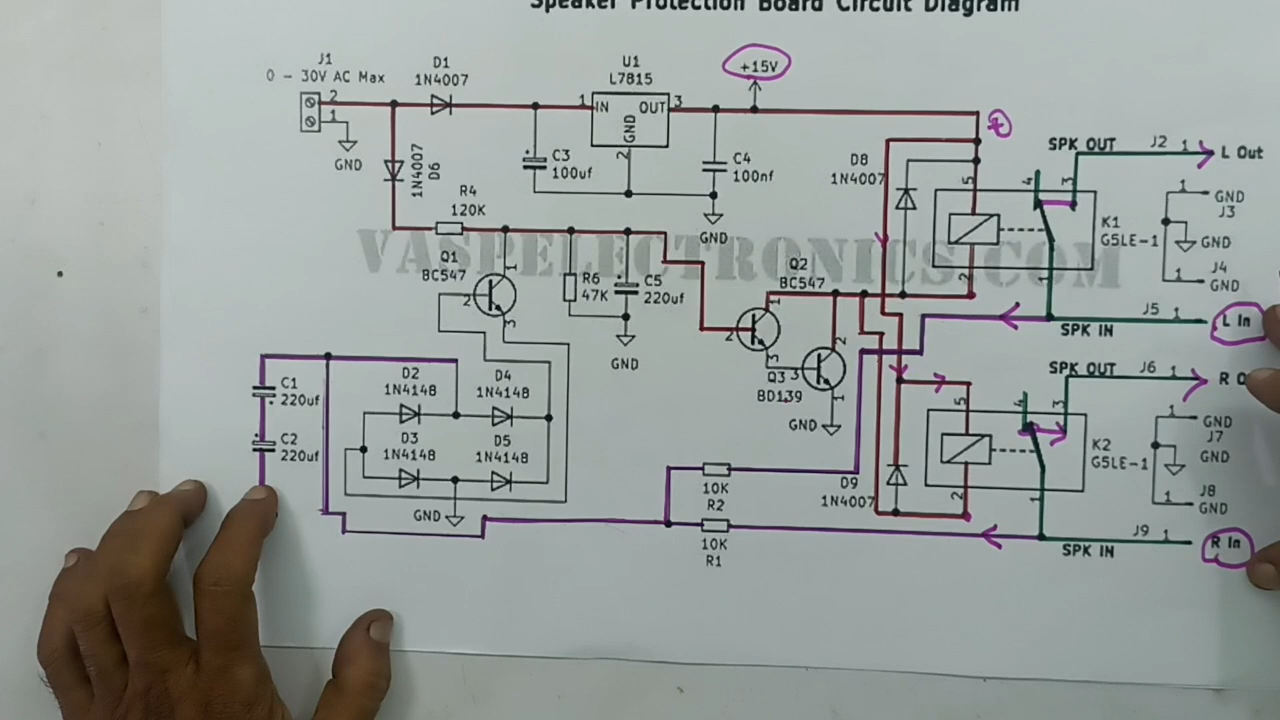 Speaker Protection Board Circuit Diagram
J1
0 - 30V AC Max
2
1
GND
D1
1N4007
1N4007
D6
U1
L7815
1
IN
OUT
3
GND
2
+15V
+
C3
100uf
C4
100nf
GND
R4
120K
Q1
BC547
1
2
3
R6
47K
C5
220uf
GND
Q2
BC547
1
2
3
Q3
3
2
1
BD139
GND
D8
1N4007
5
4
3
2
1
K1
G5LE-1
SPK OUT
J2
1
L Out
1
GND
J3
GND
J4
1
GND
SPK IN
J5
1
L In
VASPELECTRONICS.COM
C1
220uf
C2
220uf
D2
1N4148
D4
1N4148
D3
1N4148
D5
1N4148
GND
10K
R2
10K
R1
D9
1N4007
5
4
3
2
1
K2
G5LE-1
SPK OUT
J6
1
R O
1
GND
J7
GND
J8
1
GND
SPK IN
J9
1
R In